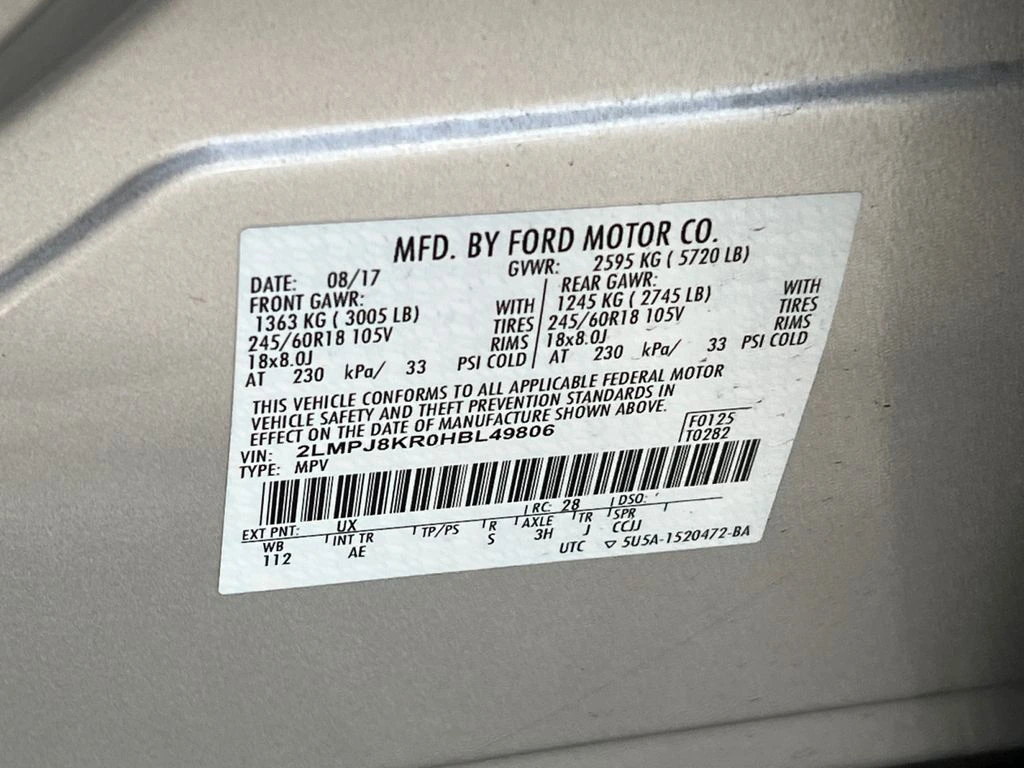 MFD. BY FORD MOTOR CO.
DATE: 08/17 GVWR: 2595 KG ( 5720 LB)
FRONT GAWR: REAR GAWR:
1363 KG ( 3005 LB) WITH 1245 KG ( 2745 LB) WITH
245/60R18 105V TIRES 245/60R18 105V TIRES
18x8.0J RIMS 18x8.0J RIMS
AT 230 kPa/ 33 PSI COLD AT 230 kPa/ 33 PSI COLD
THIS VEHICLE CONFORMS TO ALL APPLICABLE FEDERAL MOTOR
VEHICLE SAFETY AND THEFT PREVENTION STANDARDS IN
EFFECT ON THE DATE OF MANUFACTURE SHOWN ABOVE.
VIN: 2LMPJ8KR0HBL49806 F0125
TYPE: MPV T0282
EXT PNT: UX RC: 28 DSO:
WB INT TR TP/PS R AXLE TR SPR
112 AE S 3H J CCJJ
UTC ▽ 5U5A-1520472-BA